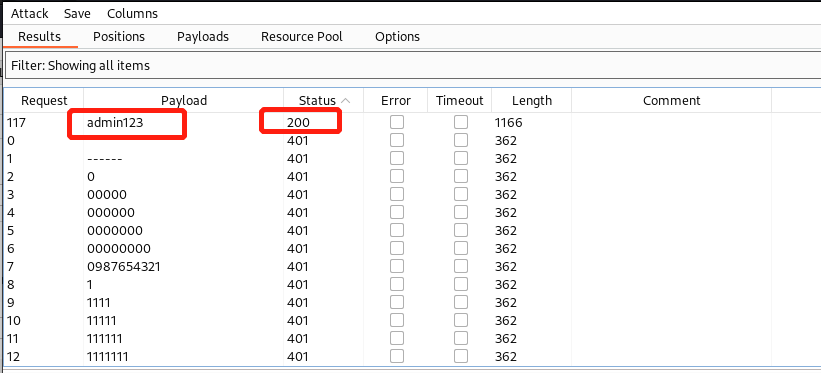 Attack Save Columns
Results Positions Payloads Resource Pool Options
Filter: Showing all items
Request Payload Status Error Timeout Length Comment
117 admin123 200 1166
0 401 362
1 ------ 401 362
2 0 401 362
3 00000 401 362
4 000000 401 362
5 0000000 401 362
6 00000000 401 362
7 0987654321 401 362
8 1 401 362
9 1111 401 362
10 11111 401 362
11 111111 401 362
12 1111111 401 362